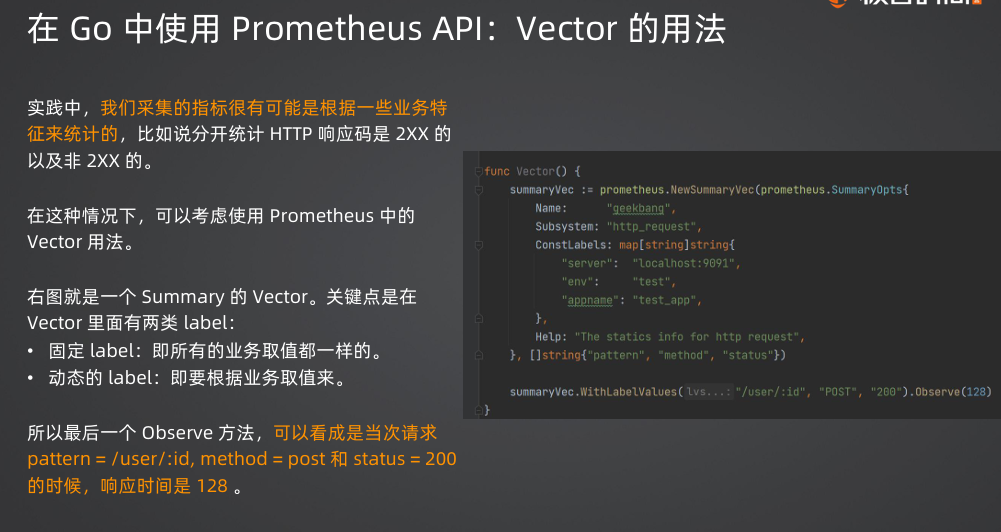 在 Go 中使用 Prometheus API：Vector 的用法
实践中，我们采集的指标很有可能是根据一些业务特
征来统计的，比如说分开统计 HTTP 响应码是 2XX 的
以及非 2XX 的。
在这种情况下，可以考虑使用 Prometheus 中的
Vector 用法。
右图就是一个 Summary 的 Vector。关键点是在
Vector 里面有两类 label：
• 固定 label：即所有的业务取值都一样的。
• 动态的 label：即要根据业务取值来。
所以最后一个 Observe 方法，可以看成是当次请求
pattern = /user/:id, method = post 和 status = 200
的时候，响应时间是 128 。
func Vector() {
summaryVec := prometheus.NewSummaryVec(prometheus.SummaryOpts{
Name: "geekbang",
Subsystem: "http_request",
ConstLabels: map[string]string{
"server": "localhost:9091",
"env": "test",
"appname": "test_app",
},
Help: "The statics info for http request",
}, []string{"pattern", "method", "status"})
summaryVec.WithLabelValues( lvs...: "/user/:id", "POST", "200").Observe(128)
}